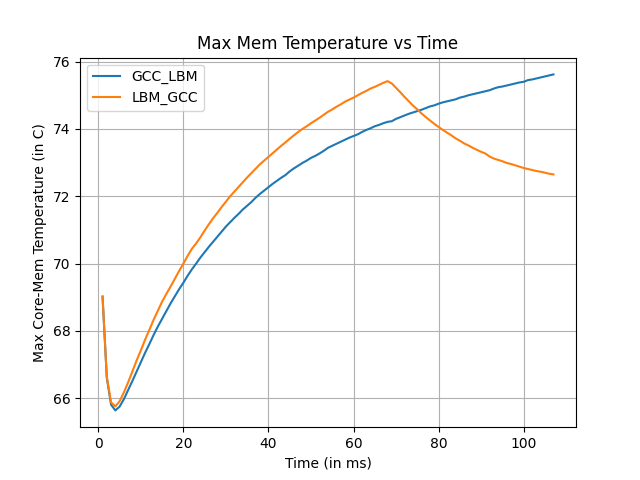 Max Mem Temperature vs Time
GCC_LBM
LBM_GCC
Max Core-Mem Temperature (in C)
76
74
72
70
68
66
0 20 40 60 80 100
Time (in ms)